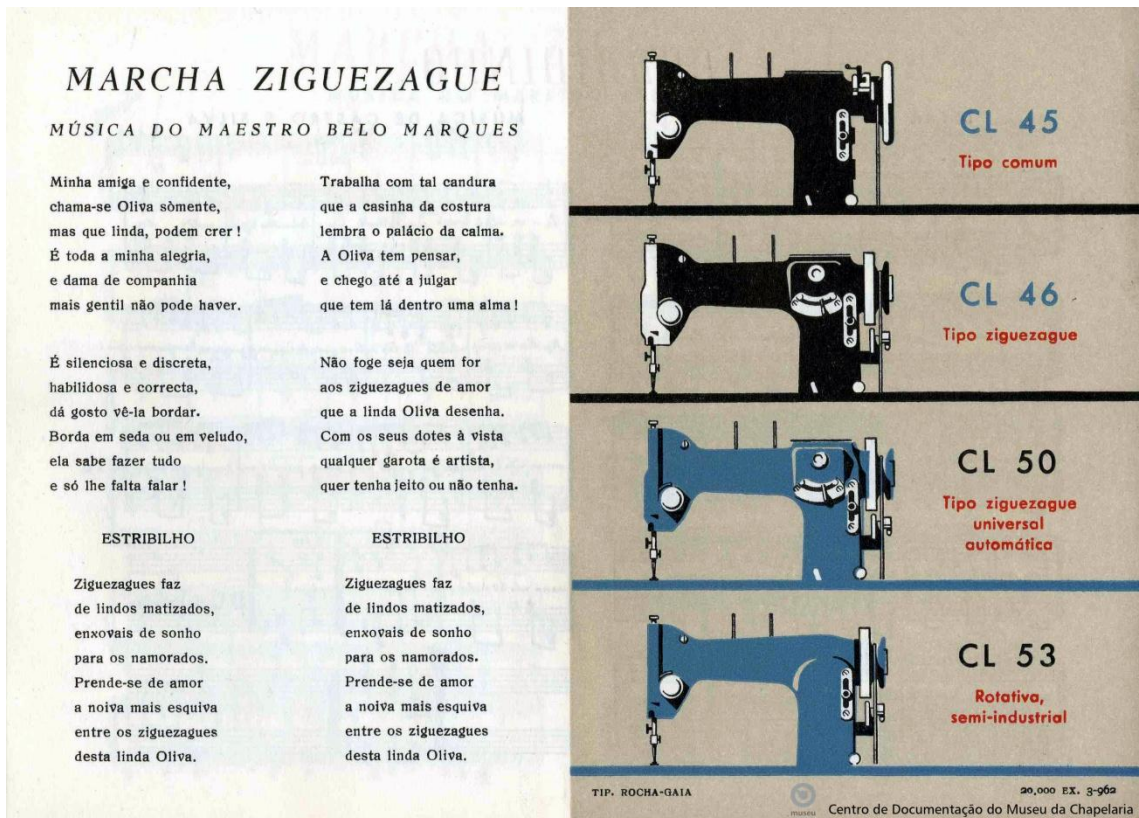 MARCHA ZIGUEZAGUE
MÚSICA DO MAESTRO BELO MARQUES
Minha amiga e confidente,
chama-se Oliva sòmente,
mas que linda, podem crer !
É toda a minha alegria,
e dama de companhia
mais gentil não pode haver.
É silenciosa e discreta,
habilidosa e correcta,
dá gosto vê-la bordar.
Borda em seda ou em veludo,
ela sabe fazer tudo
e só lhe falta falar !
ESTRIBILHO
Ziguezagues faz
de lindos matizados,
enxovais de sonho
para os namorados.
Prende-se de amor
a noiva mais esquiva
entre os ziguezagues
desta linda Oliva.
Trabalha com tal candura
que a casinha da costura
lembra o palácio da calma.
A Oliva tem pensar,
e chego até a julgar
que tem lá dentro uma alma !
Não foge seja quem for
aos ziguezagues de amor
que a linda Oliva desenha.
Com os seus dotes à vista
qualquer garota é artista,
quer tenha jeito ou não tenha.
ESTRIBILHO
Ziguezagues faz
de lindos matizados,
enxovais de sonho
para os namorados.
Prende-se de amor
a noiva mais esquiva
entre os ziguezagues
desta linda Oliva.
CL 45
Tipo comum
CL 46
Tipo ziguezague
CL 50
Tipo ziguezague
universal
automática
CL 53
Rotativa,
semi-industrial
TIP. ROCHA-GAIA
20,000 EX. 3-962
museu
Centro de Documentação do Museu da Chapelaria